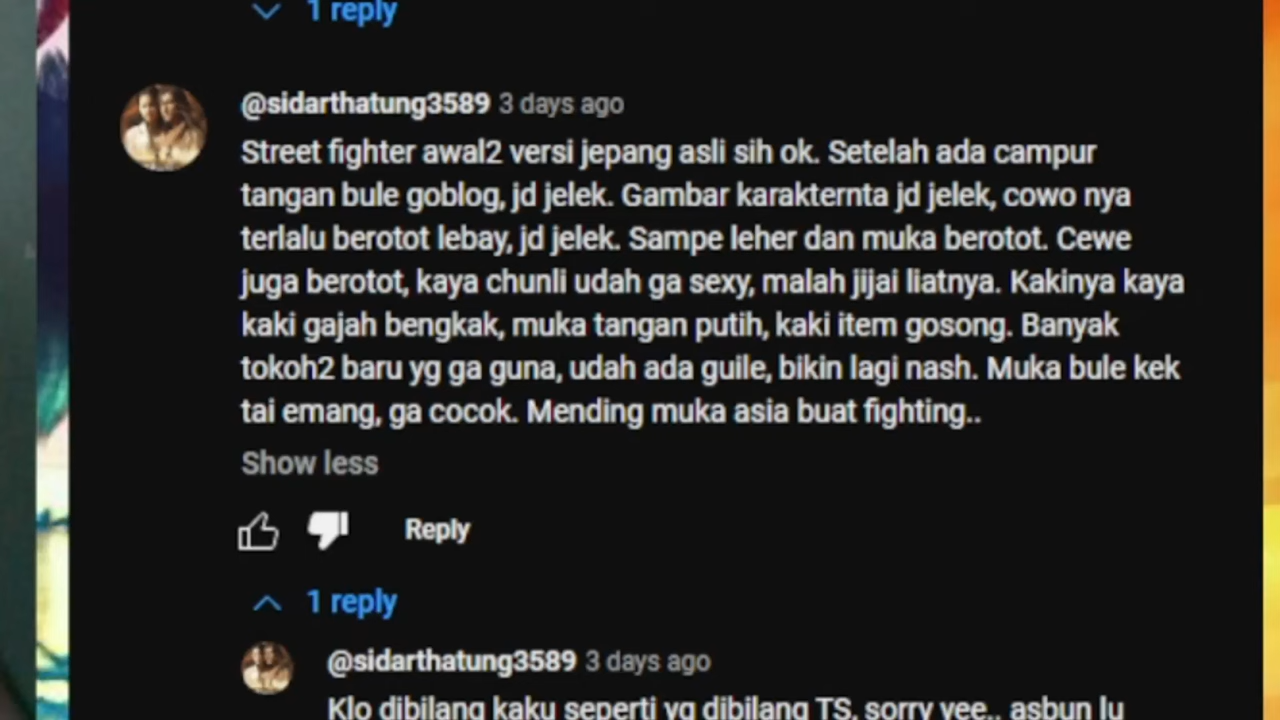 1 reply
@sidarthatung3589 3 days ago
Street fighter awal2 versi jepang asli sih ok. Setelah ada campur
tangan bule goblog, jd jelek. Gambar karakternta jd jelek, cowo nya
terlalu berotot lebay, jd jelek. Sampe leher dan muka berotot. Cewe
juga berotot, kaya chunli udah ga sexy, malah jijai liatnya. Kakinya kaya
kaki gajah bengkak, muka tangan putih, kaki item gosong. Banyak
tokoh2 baru yg ga guna, udah ada guile, bikin lagi nash. Muka bule kek
tai emang, ga cocok. Mending muka asia buat fighting..
Show less
Reply
1 reply
@sidarthatung3589 3 days ago
Klo dibilang kaku seperti yg dibilang TS, sorry yee.. asbun lu